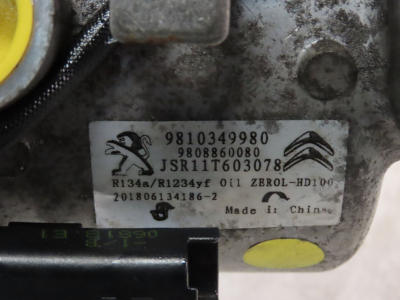 9810349980
9808860080
JSR11T603078
R134a/R1234yf Oil ZEROL-HD100
201806134186-2
Made in China